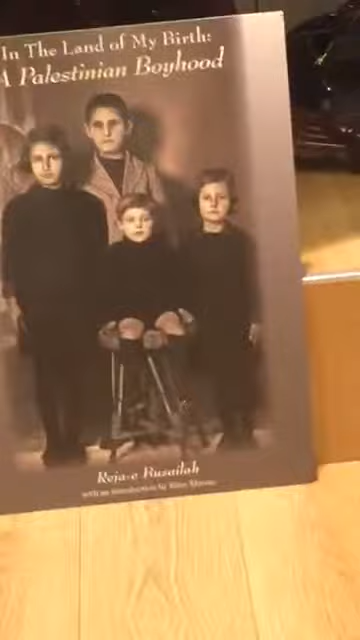 In The Land of My Birth:
A Palestinian Boyhood
Reja-e Busailah
with an introduction by